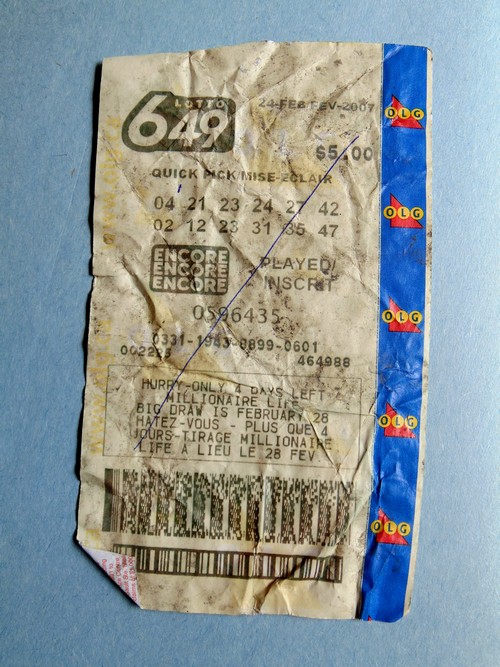 LOTTO
649
24-FEB FEV-2007
$5.00
QUICK PICK/MISE-ECLAIR
04 21 23 24 27 42
02 12 23 31 35 47
ENCORE
ENCORE
ENCORE
PLAYED/
INSCRIT
0596435
0331-1943-8899-0601
002225
464988
HURRY-ONLY 4 DAYS LEFT
MILLIONAIRE LIFE
BIG DRAW IS FEBRUARY 28
HATEZ-VOUS - PLUS QUE 4
JOURS-TIRAGE MILLIONAIRE
LIFE A LIEU LE 28 FEV.
OLG
OLG
OLG
OLG
OLG